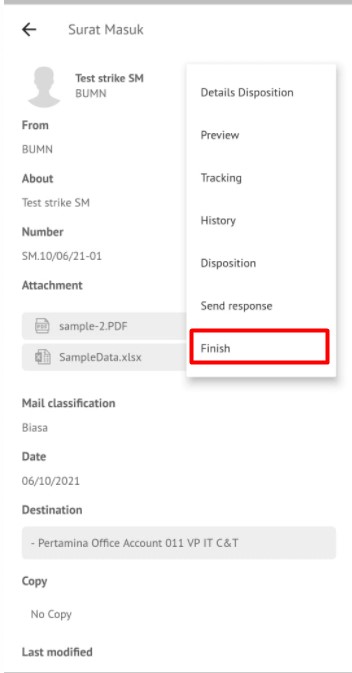 Surat Masuk
Test strike SM
BUMN
From
BUMN
About
Test strike SM
Number
SM.10/06/21-01
Attachment
sample-2.PDF
SampleData.xlsx
Mail classification
Biasa
Date
06/10/2021
Destination
- Pertamina Office Account 011 VP IT C&T
Copy
No Copy
Last modified
Details Disposition
Preview
Tracking
History
Disposition
Send response
Finish